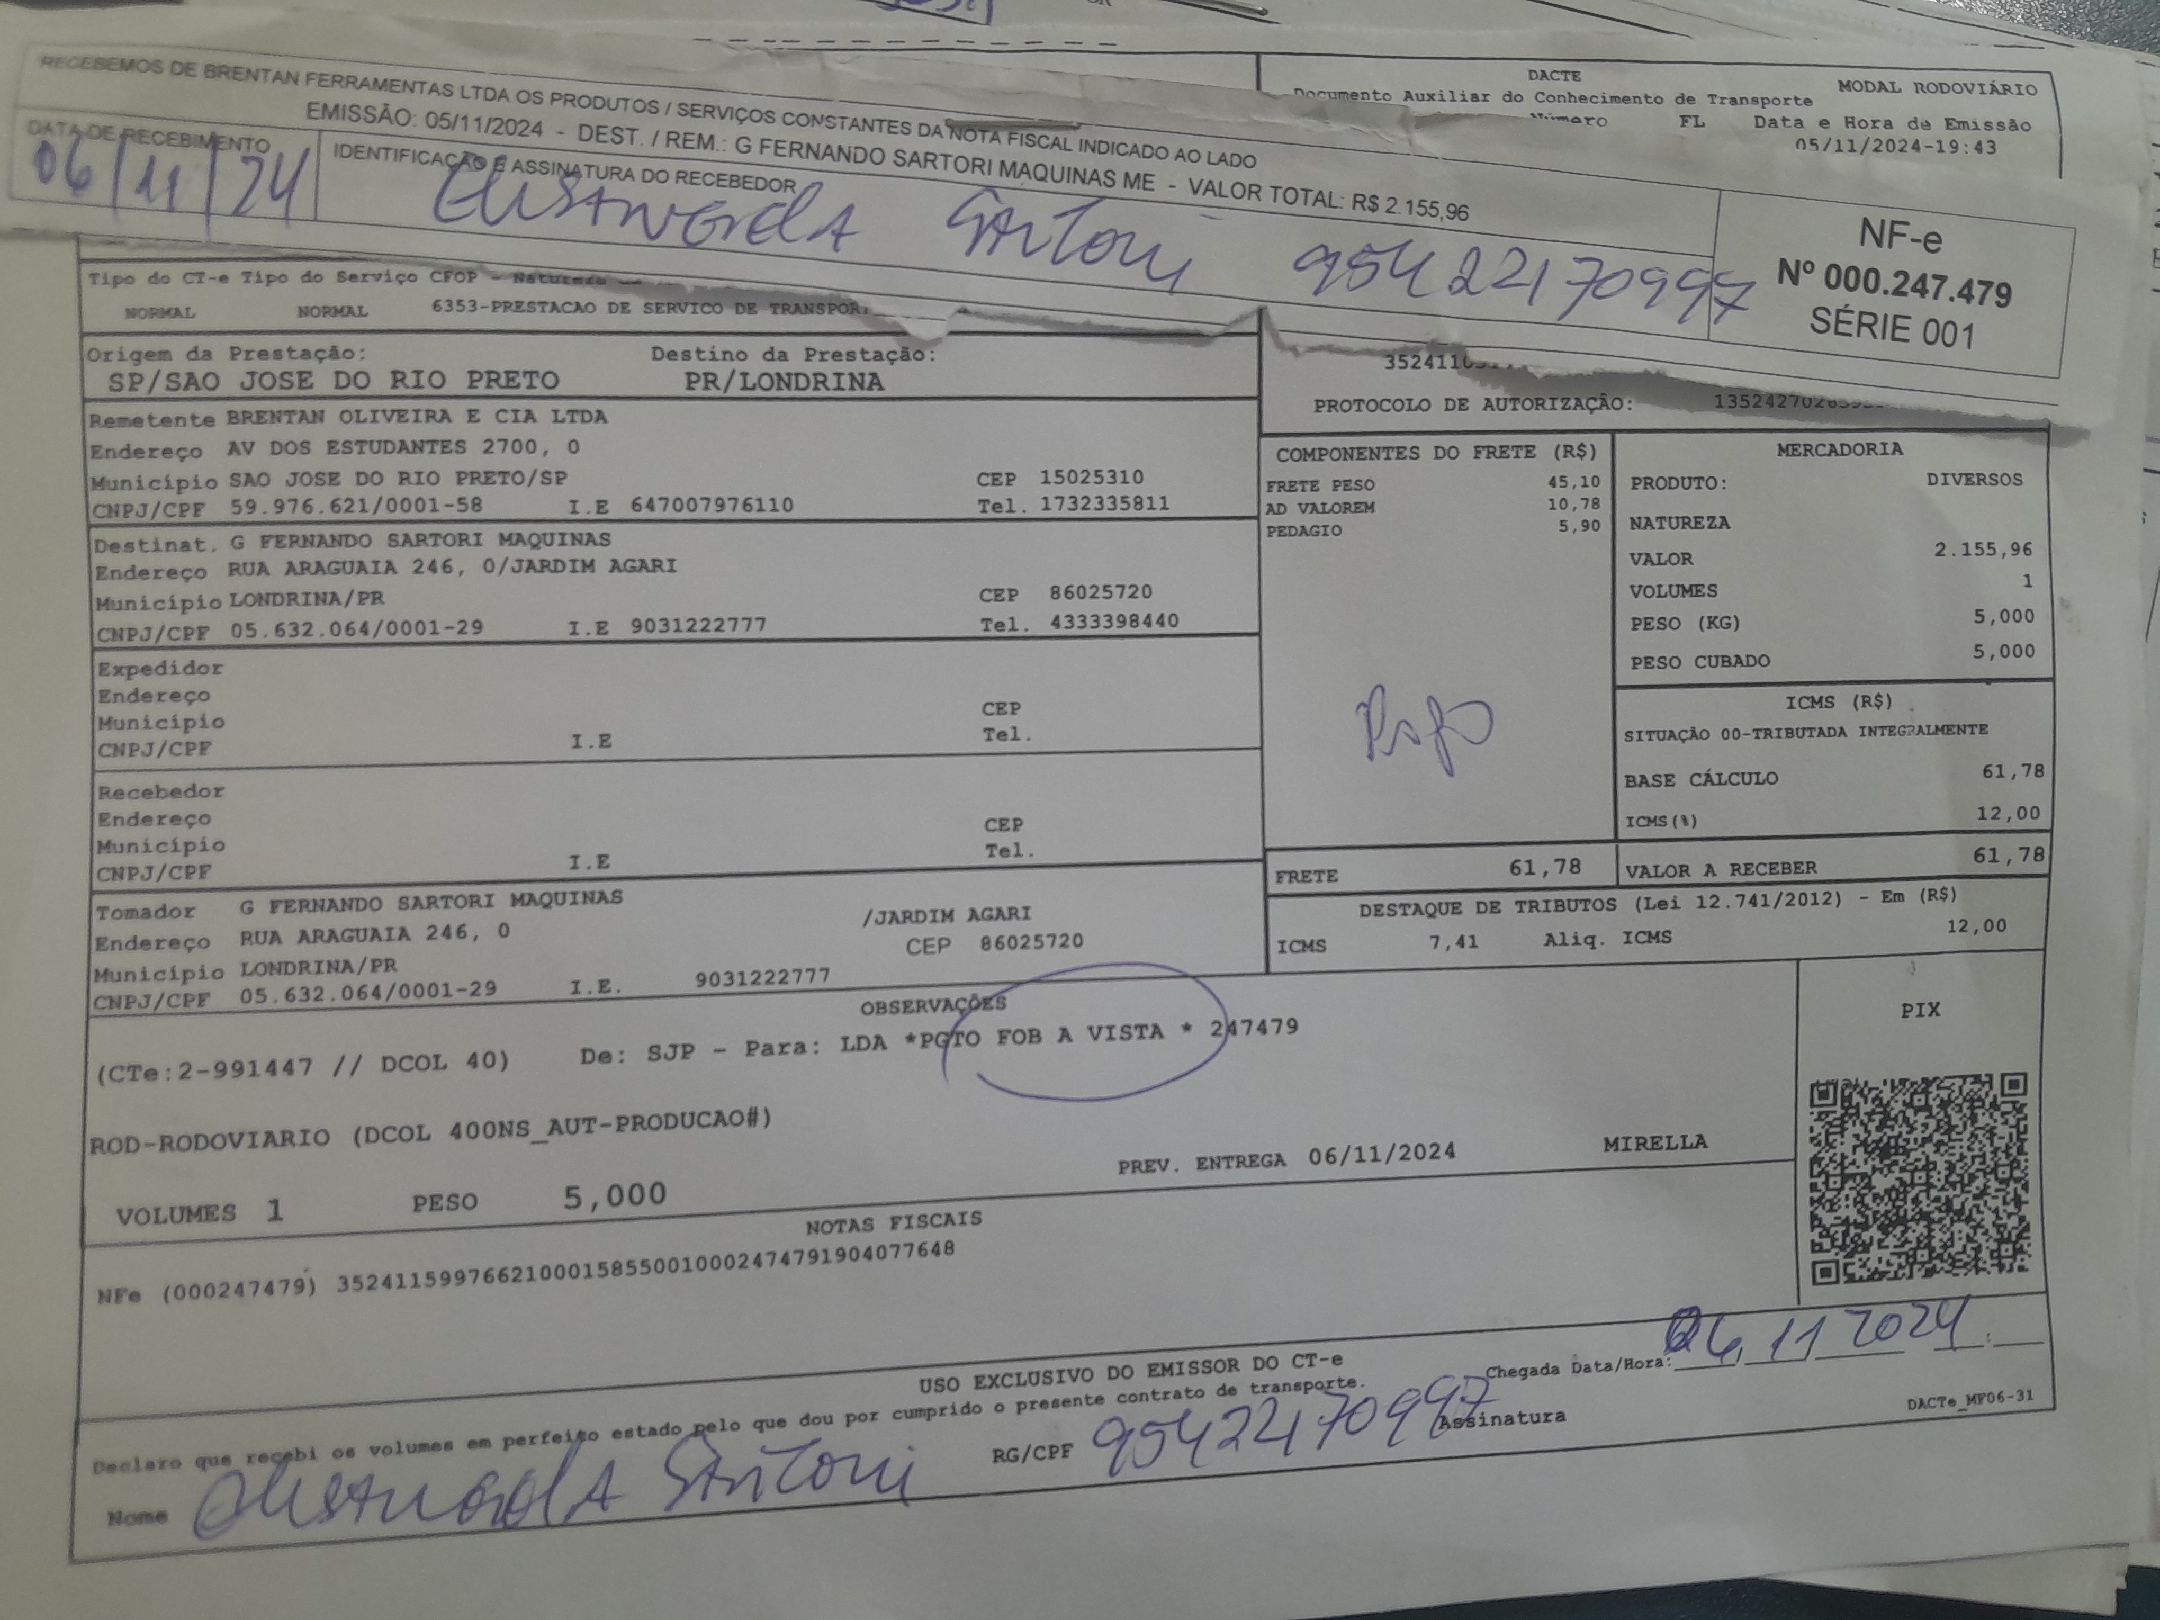 RECEBEMOS DE BRENTAN FERRAMENTAS LTDA OS PRODUTOS / SERVIÇOS CONSTANTES DA NOTA FISCAL INDICADO AO LADO
EMISSÃO: 05/11/2024 - DEST. / REM.: G FERNANDO SARTORI MAQUINAS ME - VALOR TOTAL: R$ 2.155,96
DATA DE RECEBIMENTO
06/11/24
IDENTIFICAÇÃO E ASSINATURA DO RECEBEDOR
Elisangela Sartori 95422170997
NF-e
Nº 000.247.479
SÉRIE 001
DACTE MODAL RODOVIÁRIO
Documento Auxiliar do Conhecimento de Transporte
Número FL Data e Hora de Emissão
05/11/2024-19:43
Tipo do CT-e Tipo do Serviço CFOP - Natureza
NORMAL NORMAL 6353-PRESTACAO DE SERVICO DE TRANSPOR
Origem da Prestação: Destino da Prestação:
SP/SAO JOSE DO RIO PRETO PR/LONDRINA
PROTOCOLO DE AUTORIZAÇÃO:
Remetente BRENTAN OLIVEIRA E CIA LTDA
Endereço AV DOS ESTUDANTES 2700, 0
Município SAO JOSE DO RIO PRETO/SP CEP 15025310
CNPJ/CPF 59.976.621/0001-58 I.E 647007976110 Tel. 1732335811
Destinat. G FERNANDO SARTORI MAQUINAS
Endereço RUA ARAGUAIA 246, 0/JARDIM AGARI
Município LONDRINA/PR CEP 86025720
CNPJ/CPF 05.632.064/0001-29 I.E 9031222777 Tel. 4333398440
Expedidor
Endereço
Município CEP
CNPJ/CPF I.E Tel.
Recebedor
Endereço
Município CEP
CNPJ/CPF I.E Tel.
Tomador G FERNANDO SARTORI MAQUINAS
Endereço RUA ARAGUAIA 246, 0 /JARDIM AGARI
Município LONDRINA/PR CEP 86025720
CNPJ/CPF 05.632.064/0001-29 I.E. 9031222777
COMPONENTES DO FRETE (R$)
FRETE PESO 45,10
AD VALOREM 10,78
PEDAGIO 5,90
FRETE 61,78
MERCADORIA
PRODUTO: DIVERSOS
NATUREZA
VALOR 2.155,96
VOLUMES 1
PESO (KG) 5,000
PESO CUBADO 5,000
ICMS (R$)
SITUAÇÃO 00-TRIBUTADA INTEGRALMENTE
BASE CÁLCULO 61,78
ICMS(%) 12,00
VALOR A RECEBER 61,78
DESTAQUE DE TRIBUTOS (Lei 12.741/2012) - Em (R$)
ICMS 7,41 Aliq. ICMS 12,00
OBSERVAÇÕES
(CTe:2-991447 // DCOL 40) De: SJP - Para: LDA *PGTO FOB A VISTA * 247479
ROD-RODOVIARIO (DCOL 400NS_AUT-PRODUCAO#)
PREV. ENTREGA 06/11/2024 MIRELLA
VOLUMES 1 PESO 5,000
PIX
NOTAS FISCAIS
NFe (000247479) 35241159976621000158550010002474791904077648
USO EXCLUSIVO DO EMISSOR DO CT-e
Declaro que recebi os volumes em perfeito estado pelo que dou por cumprido o presente contrato de transporte.
Chegada Data/Hora: 06 11 2024
Nome Elisangela Sartori RG/CPF 95422170997 Assinatura
DACTe_MF06-31